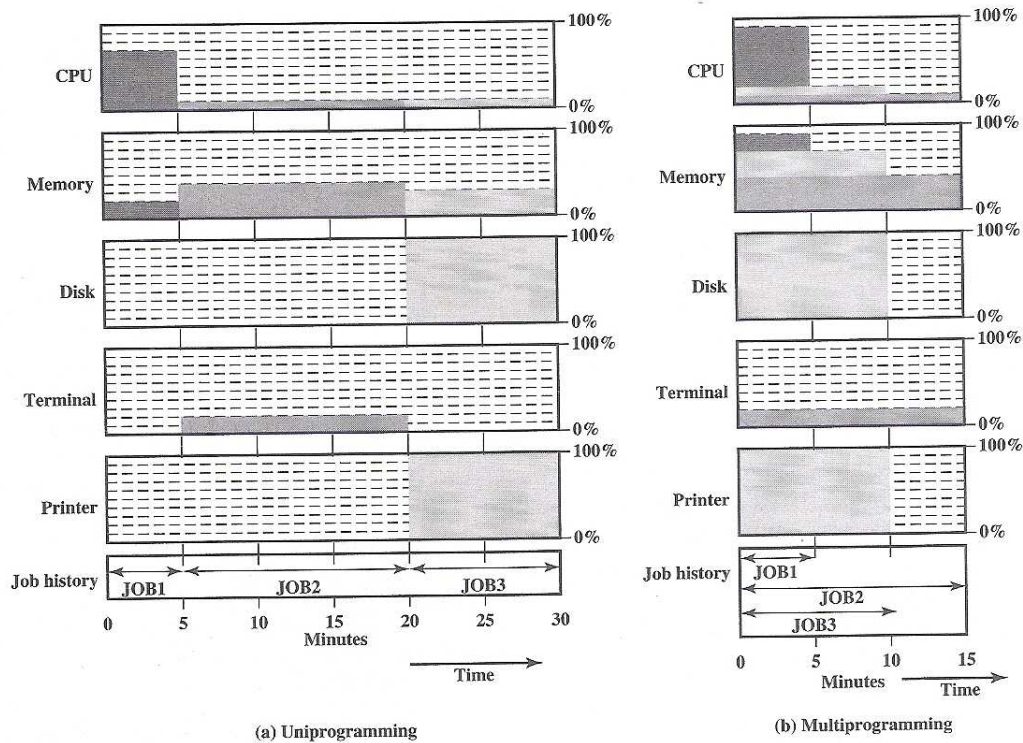 100%
CPU
0%
100%
Memory
0%
100%
Disk
0%
100%
Terminal
0%
100%
Printer
0%
Job history
JOB1 JOB2 JOB3
0 5 10 15 20 25 30
Minutes
Time
(a) Uniprogramming
100%
CPU
0%
100%
Memory
0%
100%
Disk
0%
100%
Terminal
0%
100%
Printer
0%
Job history
JOB1
JOB2
JOB3
0 5 10 15
Minutes
Time
(b) Multiprogramming